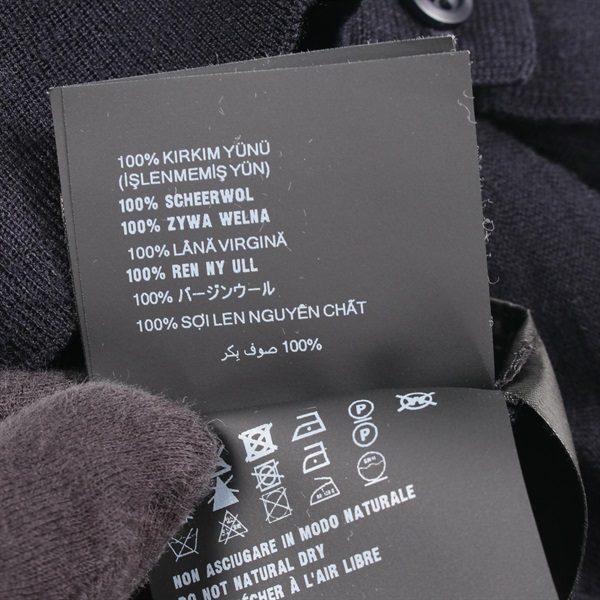 100% KIRKIM YÜNÜ
(İŞLENMEMİŞ YÜN)
100% SCHEERWOL
100% ZYWA WELNA
100% LÂNĂ VIRGINĂ
100% REN NY ULL
100% バージンウール
100% SỢI LEN NGUYÊN CHẤT
100% صوف بِكر
P
P
NON ASCIUGARE IN MODO NATURALE
DO NOT NATURAL DRY
SÉCHER À L'AIR LIBRE